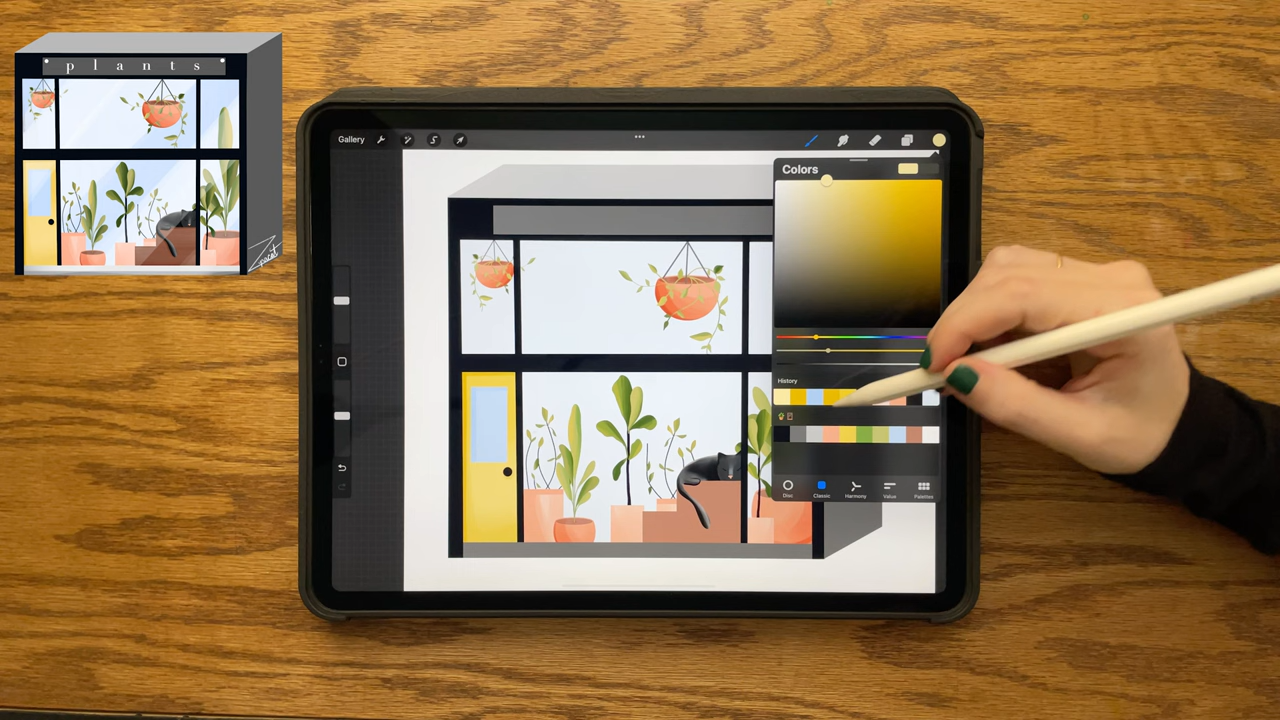 p l a n t s
Gallery
Colors
History
Disc
Classic
Harmony
Value
Palettes